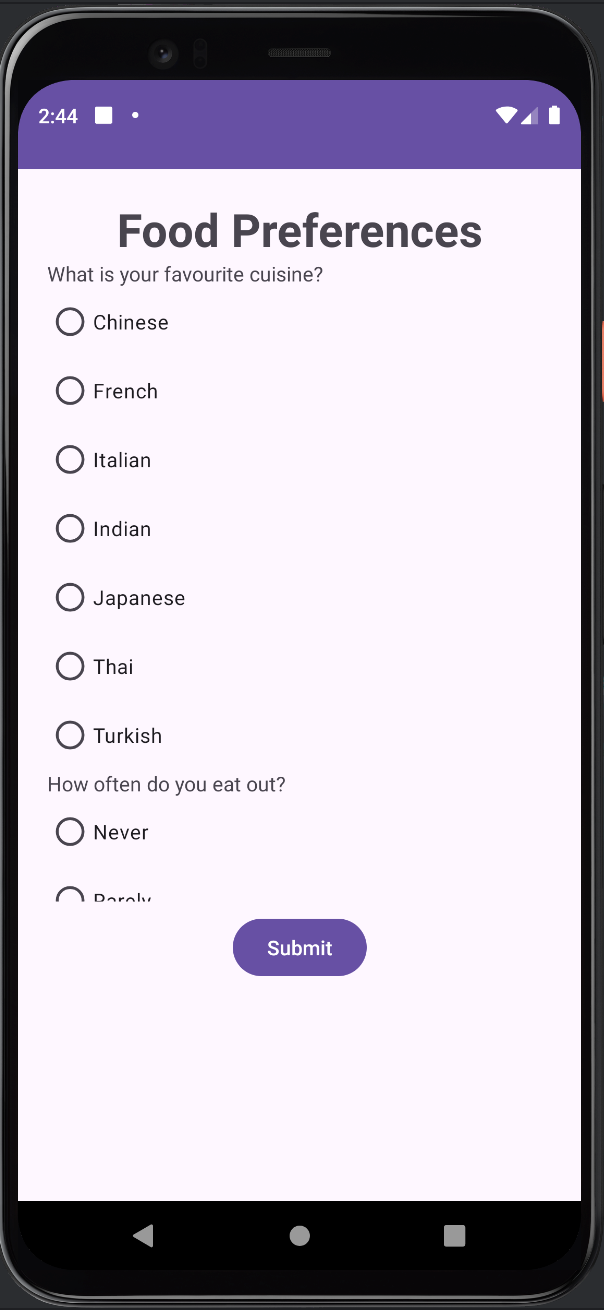 2:44
Food Preferences
What is your favourite cuisine?
Chinese
French
Italian
Indian
Japanese
Thai
Turkish
How often do you eat out?
Never
Rarely
Submit